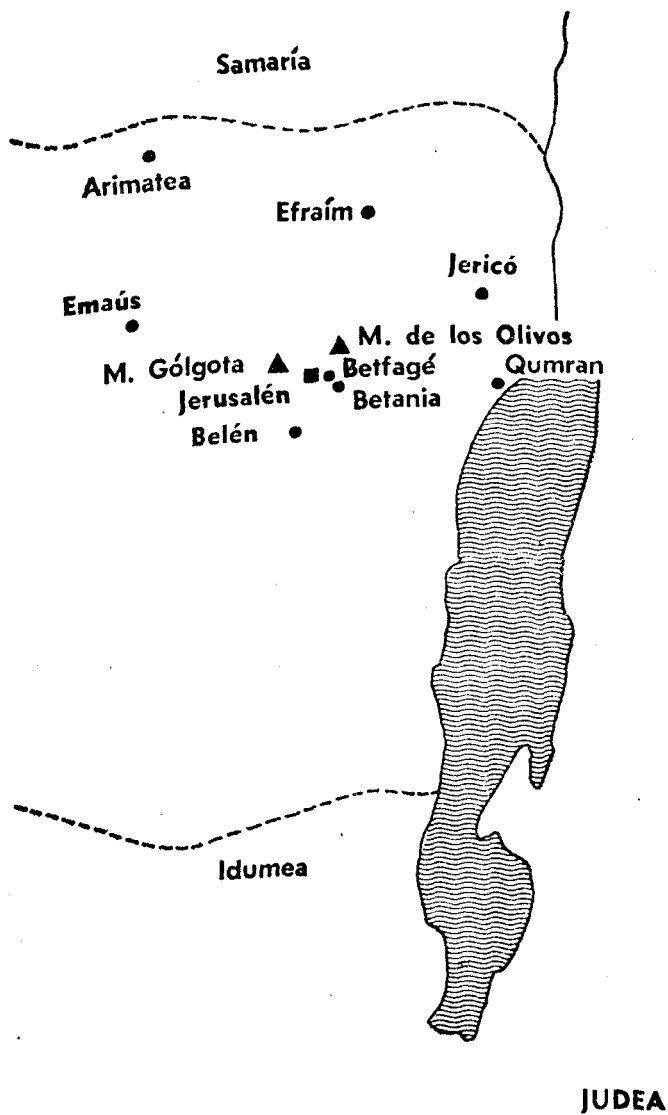 Samaría
Arimatea
Efraím
Jericó
Emaús
M. de los Olivos
M. Gólgota
Betfagé
Qumran
Jerusalén
Betania
Belén
Idumea
JUDEA